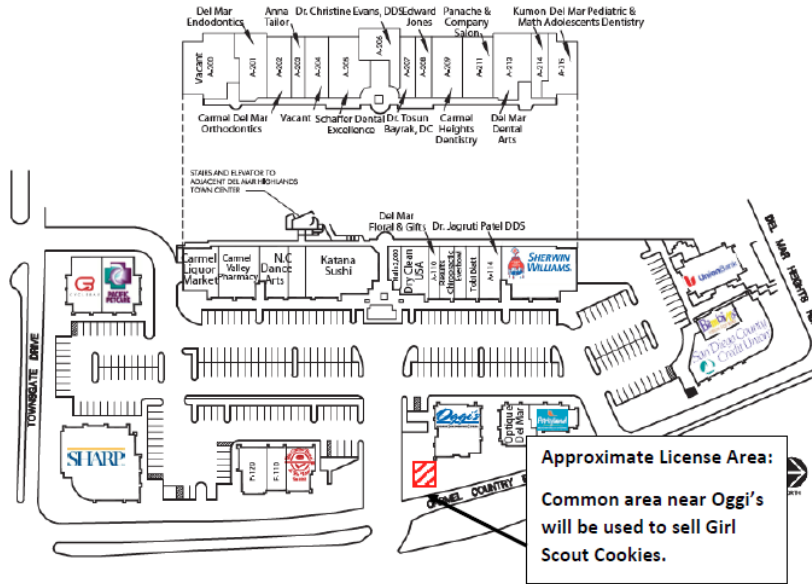 Del Mar
Endodontics
Anna
Tailor
Dr. Christine Evans, DDS
Edward
Jones
Panache &
Company
Salon
Kumon
Math
Del Mar Pediatric &
Adolescents Dentistry
Vacant
A-200
A-201
A-202
A-203
A-204
A-205
A-206
A-207
A-208
A-209
A-211
A-213
A-214
A-215
Carmel Del Mar
Orthodontics
Vacant
Schaffer Dental
Excellence
Dr. Tosun
Bayrak, DC
Carmel
Heights
Dentistry
Del Mar
Dental
Arts
STAIRS AND ELEVATOR TO
ADJACENT DEL MAR HIGHLANDS
TOWN CENTER
Del Mar
Floral & Gifts
Dr. Jagruti Patel DDS
Carmel
Liquor
Market
Carmel
Valley
Pharmacy
N.C
Dance
Arts
Katana
Sushi
Dry Clean
USA
A-110
Chiropractic
A-114
SHERWIN
WILLIAMS.
UnionBank
San Diego County
Credit Union
DEL MAR HEIGHTS
PACIFIC
PETCARE
TOWNSGATE DRIVE
SHARP
F-120
F-110
Oggi's
Optique
Del Mar
CARMEL COUNTRY
Approximate License Area:
Common area near Oggi's
will be used to sell Girl
Scout Cookies.